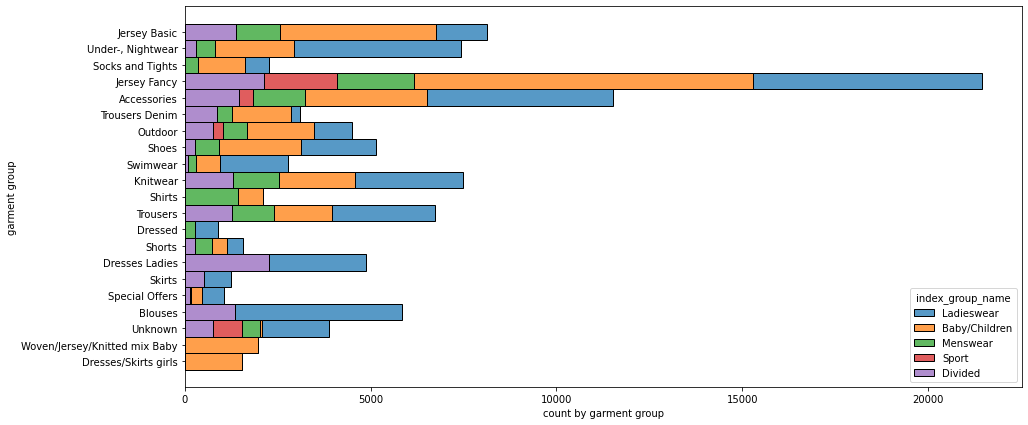 Jersey Basic
Under-, Nightwear
Socks and Tights
Jersey Fancy
Accessories
Trousers Denim
Outdoor
Shoes
Swimwear
Knitwear
Shirts
Trousers
Dressed
Shorts
Dresses Ladies
Skirts
Special Offers
Blouses
Unknown
Woven/Jersey/Knitted mix Baby
Dresses/Skirts girls
garment group
0 5000 10000 15000 20000
count by garment group
index_group_name
Ladieswear
Baby/Children
Menswear
Sport
Divided